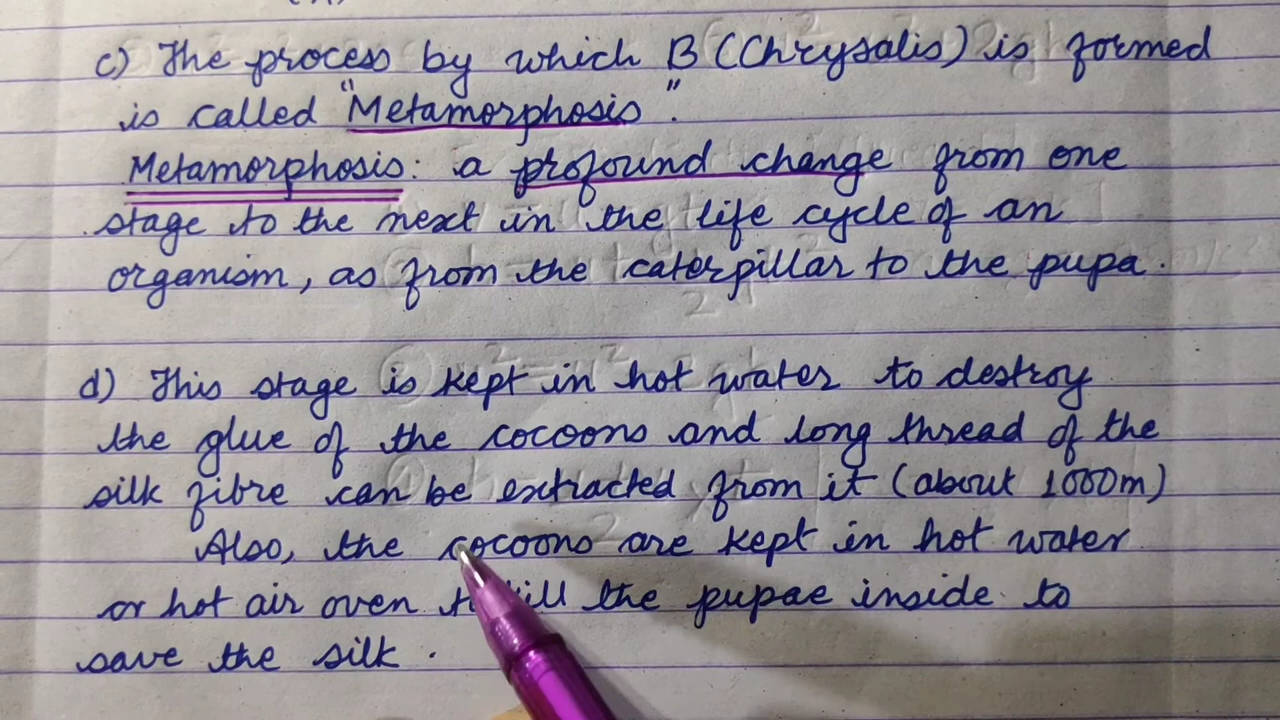 c) The process by which B (Chrysalis) is formed
is called "Metamorphosis".
Metamorphosis: a profound change from one
stage to the next in the life cycle of an
organism, as from the caterpillar to the pupa.
d) This stage is kept in hot water to destroy
the glue of the cocoons and long thread of the
silk fibre can be extracted from it (about 1000m)
Also, the cocoons are kept in hot water
or hot air oven the pupae inside to
save the silk.